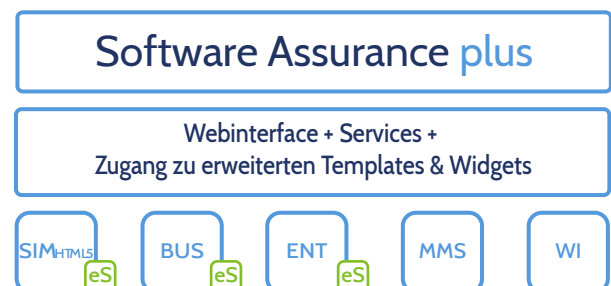 Software Assurance plus
Webinterface + Services +
Zugang zu erweiterten Templates & Widgets
SIMHTML5 BUS ENT MMS WI
eS eS eS